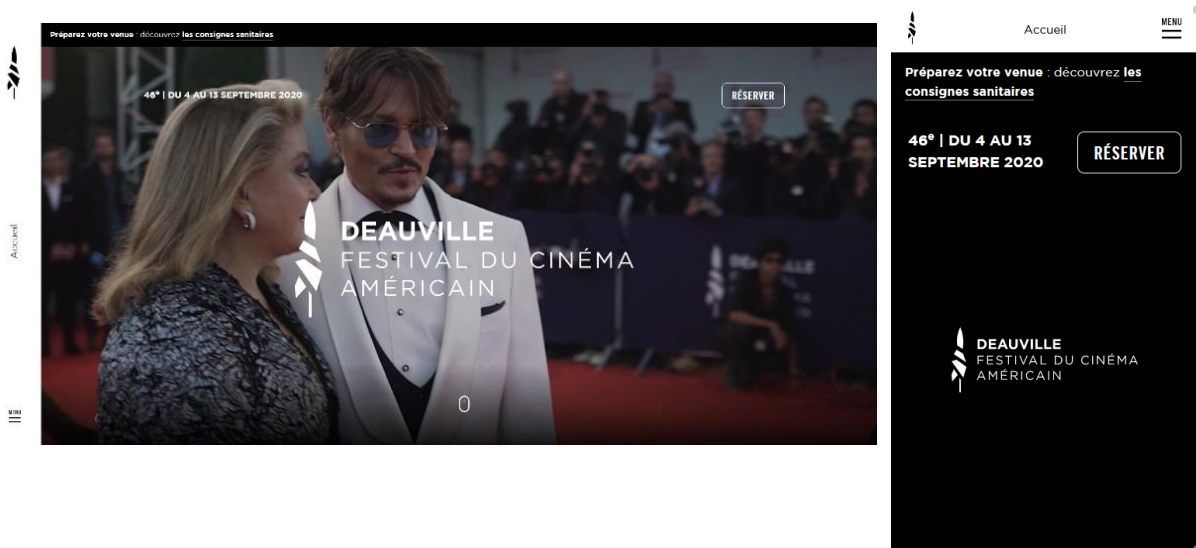 Préparez votre venue : découvrez les consignes sanitaires
46e | DU 4 AU 13 SEPTEMBRE 2020
RÉSERVER
DEAUVILLE
FESTIVAL DU CINÉMA
AMÉRICAIN
Accueil
MENU
Accueil
MENU
Préparez votre venue : découvrez les
consignes sanitaires
46e | DU 4 AU 13
SEPTEMBRE 2020
RÉSERVER
DEAUVILLE
FESTIVAL DU CINÉMA
AMÉRICAIN